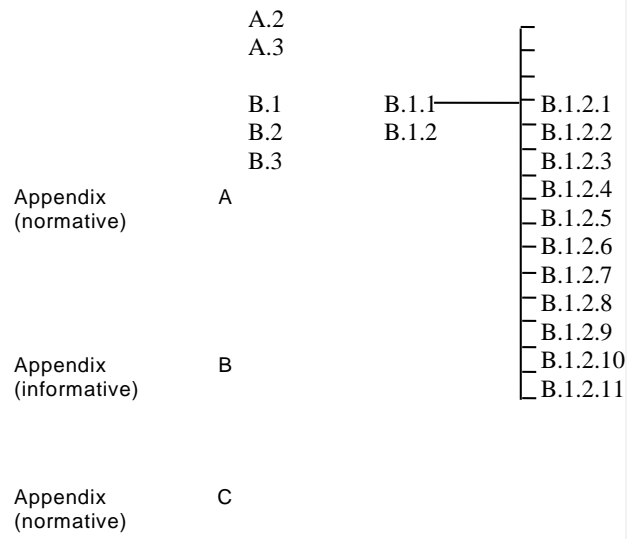 A.2
A.3
B.1 B.1.1 B.1.2.1
B.2 B.1.2 B.1.2.2
B.3 B.1.2.3
B.1.2.4
Appendix A
(normative)
B.1.2.5
B.1.2.6
B.1.2.7
B.1.2.8
B.1.2.9
B.1.2.10
Appendix B
(informative)
B.1.2.11
Appendix C
(normative)